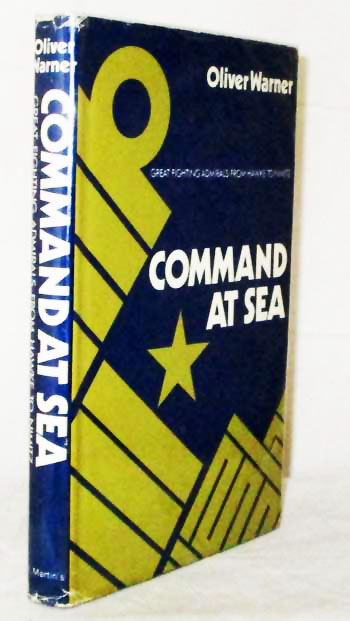 Oliver
Warner
COMMAND AT SEA
GREAT FIGHTING ADMIRALS FROM HAWKE TO NIMITZ
Martin's
Oliver Warner
GREAT FIGHTING ADMIRALS FROM HAWKE TO NIMITZ
COMMAND
AT SEA